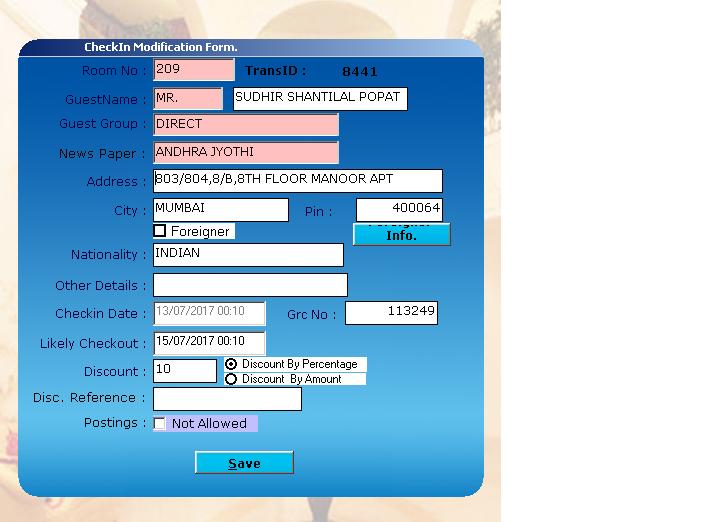 CheckIn Modification Form.
Room No : 209 TransID : 8441
GuestName : MR. SUDHIR SHANTILAL POPAT
Guest Group : DIRECT
News Paper : ANDHRA JYOTHI
Address : 803/804,8/B,8TH FLOOR MANOOR APT
City : MUMBAI Pin : 400064
Foreigner Foreigner
Info.
Nationality : INDIAN
Other Details :
Checkin Date : 13/07/2017 00:10 Grc No : 113249
Likely Checkout : 15/07/2017 00:10
Discount : 10 Discount By Percentage
Discount By Amount
Disc. Reference :
Postings : Not Allowed
Save